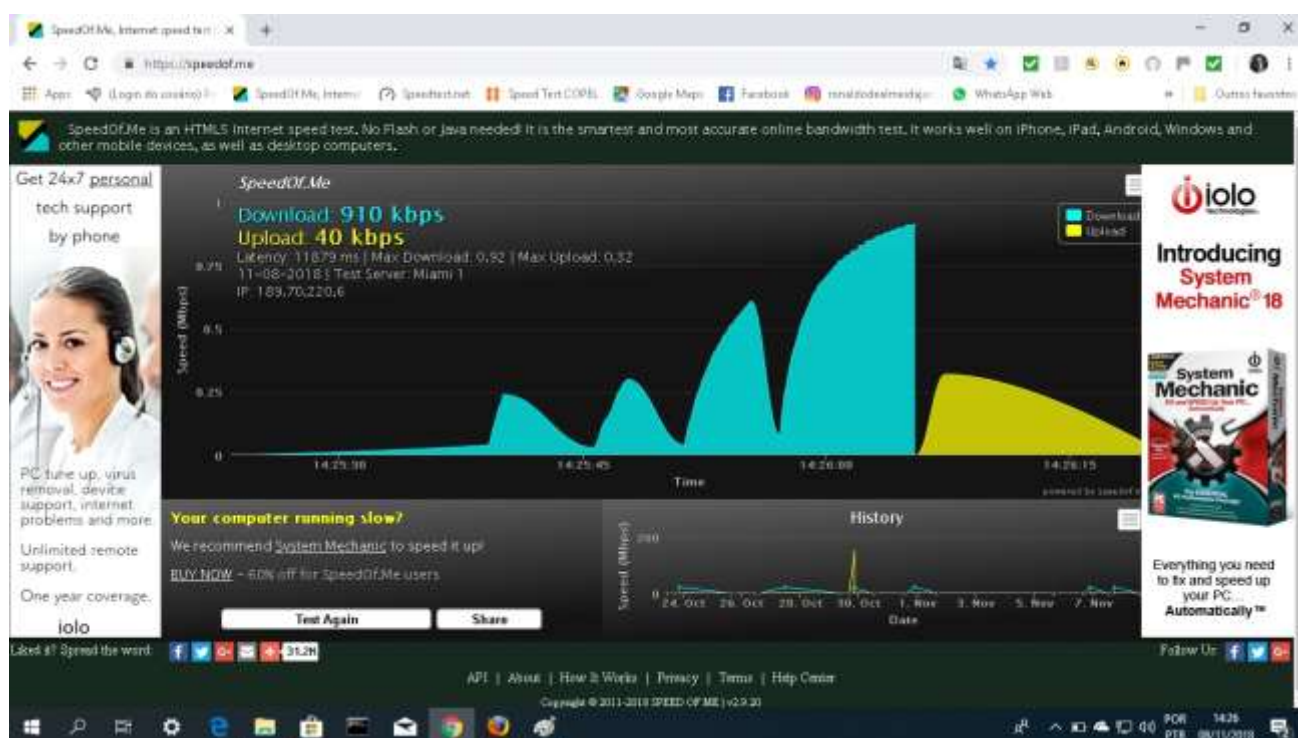 SpeedOf.Me, Internet speed test
https://speedof.me
Apps
(Login do usuário)
SpeedOf.Me, Interne
Speedtest.net
Speed Test COPEL
Google Maps
Facebook
WhatsApp Web
Outros favoritos
SpeedOf.Me is an HTML5 Internet speed test. No Flash or Java needed! It is the smartest and most accurate online bandwidth test. It works well on iPhone, iPad, Android, Windows and
other mobile devices, as well as desktop computers.
Get 24x7 personal
tech support
by phone
PC tune up, virus
removal, device
support, internet
problems and more.
Unlimited remote
support.
One year coverage.
iolo
SpeedOf.Me
Download: 910 kbps
Upload: 40 kbps
Latency: 11879 ms | Max Download: 0.92 | Max Upload: 0.32
11-08-2018 | Test Server: Miami 1
IP: 189.70.220.6
Download
Upload
Speed (Mbps)
1
0.75
0.5
0.25
0
14:25:30
14:25:45
14:26:00
14:26:15
Time
Your computer running slow?
We recommend System Mechanic to speed it up!
BUY NOW - 60% off for SpeedOf.Me users
Test Again
Share
History
Speed (Mbps)
200
0
24. Oct
26. Oct
28. Oct
30. Oct
1. Nov
3. Nov
5. Nov
7. Nov
Date
iolo
technologies
Introducing
System
Mechanic® 18
System
Mechanic
Everything you need
to fix and speed up
your PC...
Automatically™
Liked it? Spread the word:
31.2K
Follow Us:
API | About | How It Works | Privacy | Terms | Help Center
Copyright © 2011-2018 SPEED OF ME | v2.9.20
POR
PTB
14:26
08/11/2018